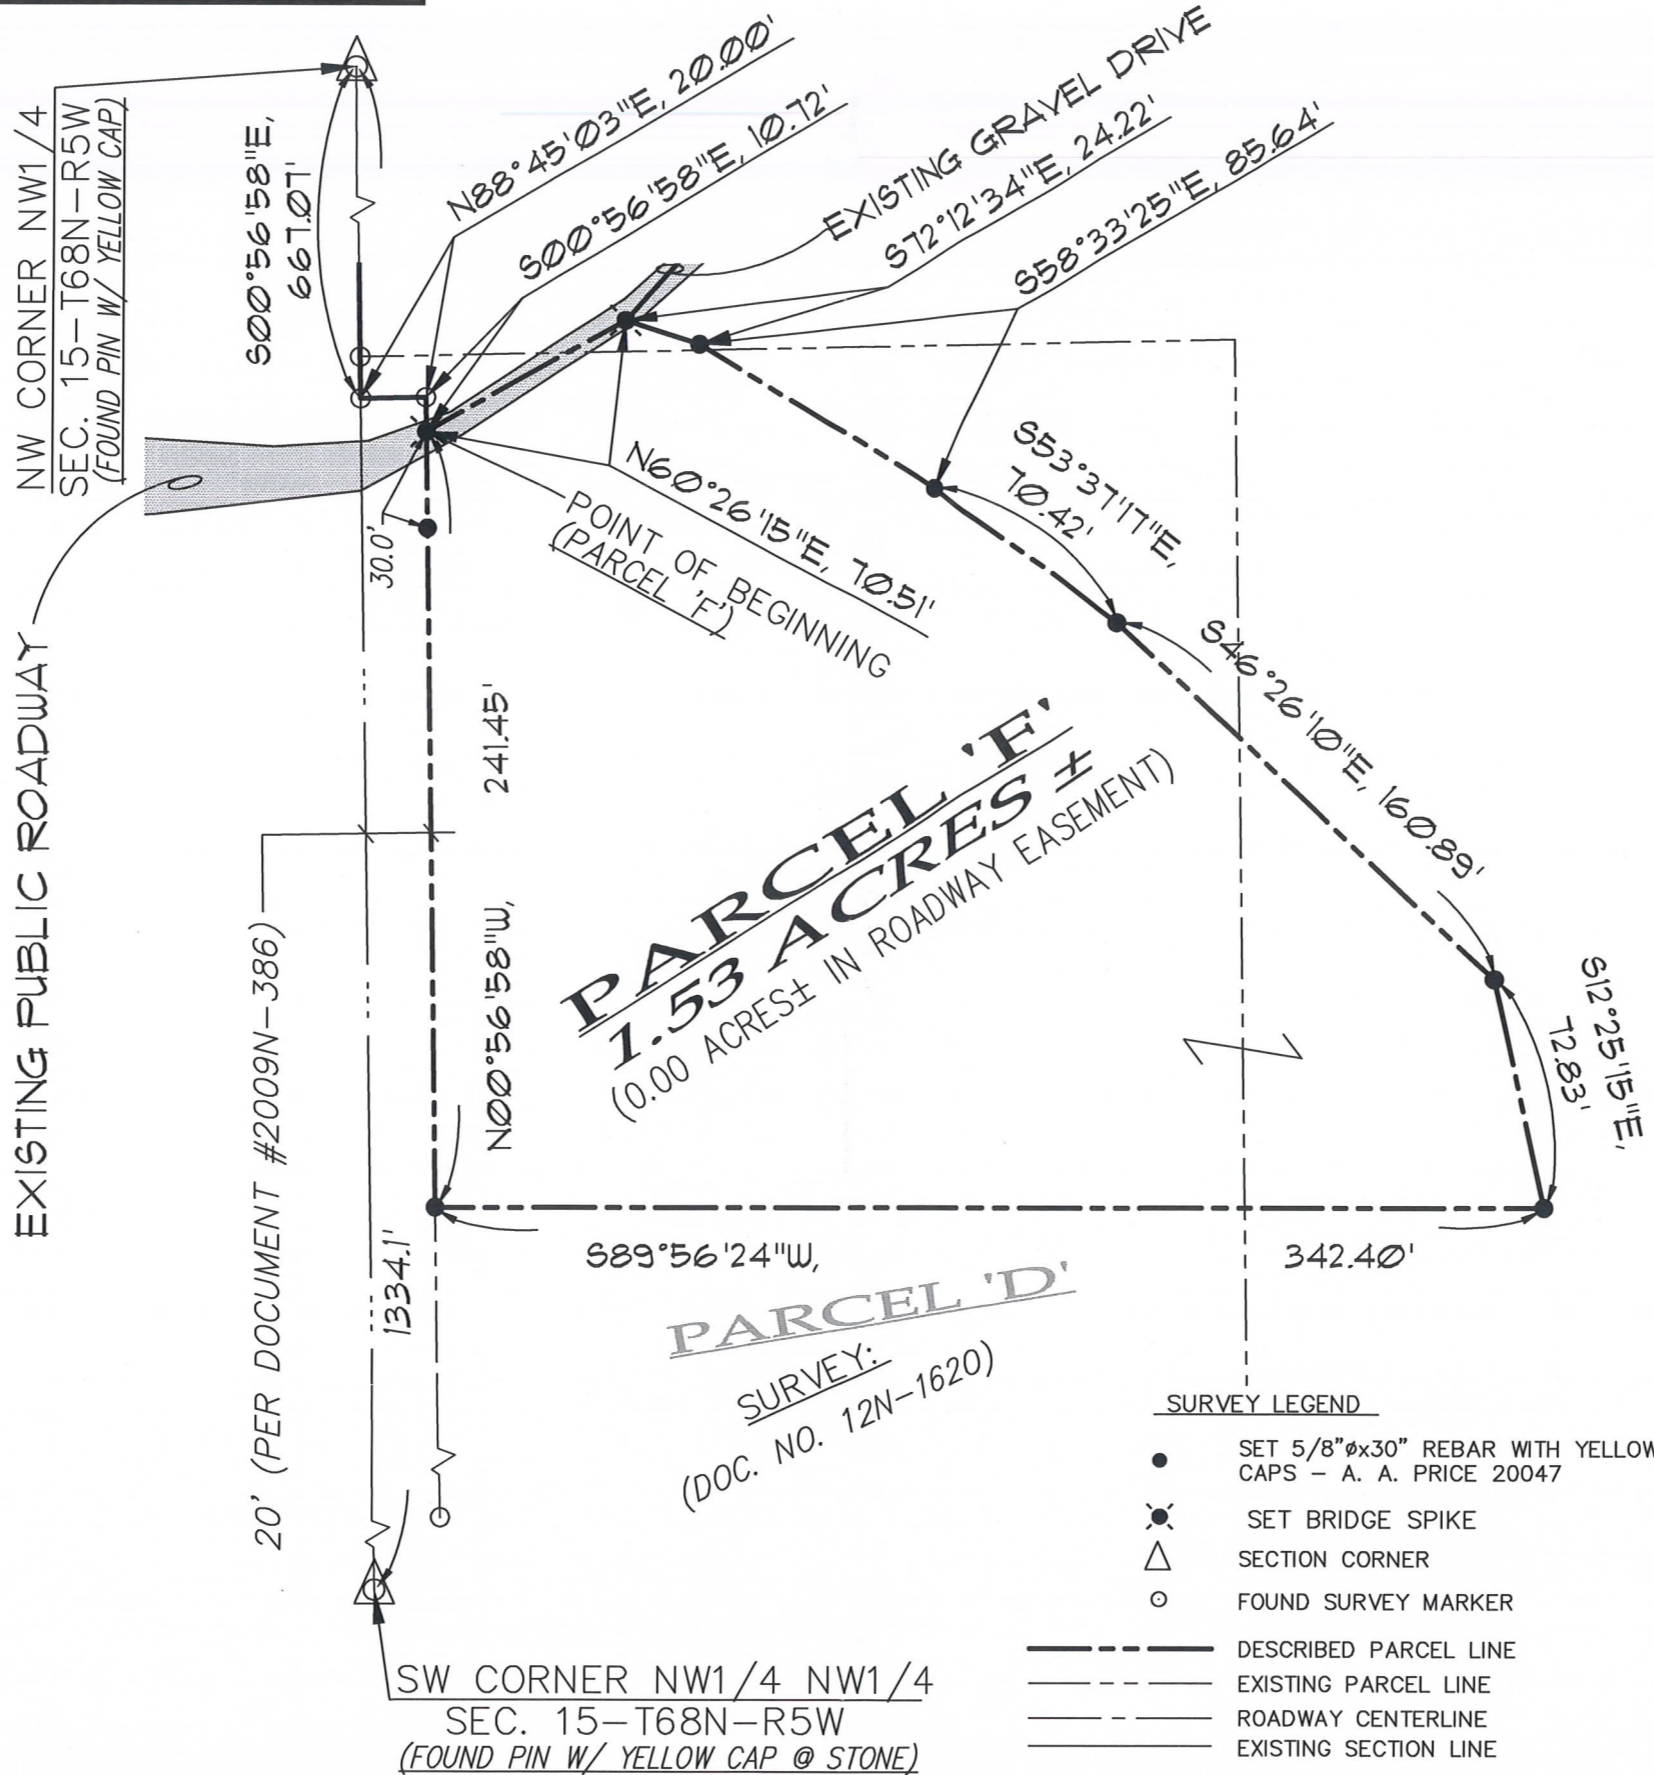 NW CORNER NW1/4
SEC. 15-T68N-R5W
(FOUND PIN W/ YELLOW CAP)
S00°56'58"E,
667.07'
N88°45'03"E, 20.00'
S00°56'58"E, 10.72'
EXISTING GRAVEL DRIVE
S72°12'34"E, 24.22'
S58°33'25"E, 85.64'
S53°37'17"E,
70.42'
N60°26'15"E, 70.51'
POINT OF BEGINNING
(PARCEL 'F')
30.0'
EXISTING PUBLIC ROADWAY
S46°26'10"E, 160.89'
241.45'
N00°56'58"W,
PARCEL 'F'
1.53 ACRES ±
(0.00 ACRES± IN ROADWAY EASEMENT)
20' (PER DOCUMENT #2009N-386)
S12°25'15"E,
72.83'
1334.1'
S89°56'24"W,
342.40'
PARCEL 'D'
SURVEY:
(DOC. NO. 12N-1620)
SURVEY LEGEND
SET 5/8"øx30" REBAR WITH YELLOW
CAPS - A. A. PRICE 20047
SET BRIDGE SPIKE
SECTION CORNER
FOUND SURVEY MARKER
DESCRIBED PARCEL LINE
EXISTING PARCEL LINE
ROADWAY CENTERLINE
EXISTING SECTION LINE
SW CORNER NW1/4 NW1/4
SEC. 15-T68N-R5W
(FOUND PIN W/ YELLOW CAP @ STONE)